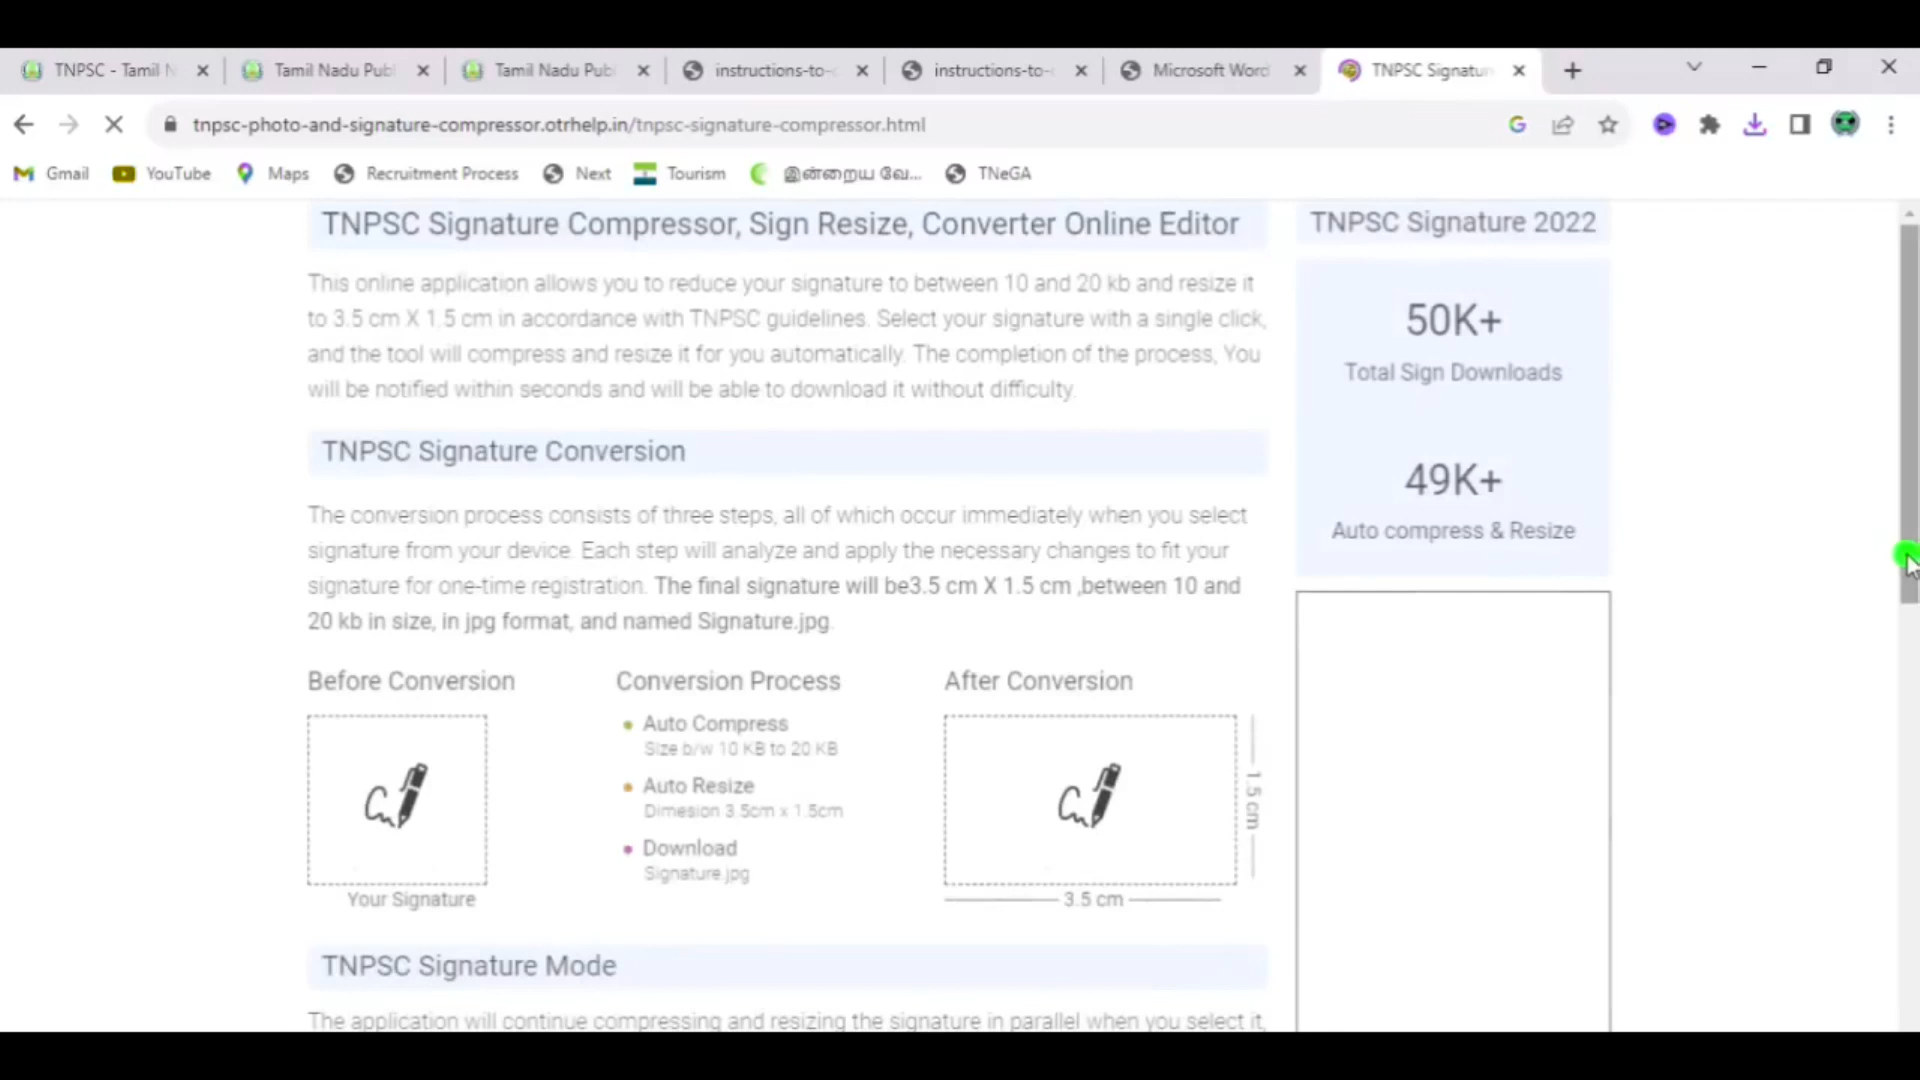 TNPSC - Tamil N
Tamil Nadu Publ
Tamil Nadu Pub
instructions-to-
instructions-to-
Microsoft Word
TNPSC Signatur
tnpsc-photo-and-signature-compressor.otrhelp.in/tnpsc-signature-compressor.html
Gmail
YouTube
Maps
Recruitment Process
Next
Tourism
இன்றைய வே...
TNeGA
TNPSC Signature Compressor, Sign Resize, Converter Online Editor
This online application allows you to reduce your signature to between 10 and 20 kb and resize it
to 3.5 cm X 1.5 cm in accordance with TNPSC guidelines. Select your signature with a single click,
and the tool will compress and resize it for you automatically. The completion of the process, You
will be notified within seconds and will be able to download it without difficulty.
TNPSC Signature Conversion
The conversion process consists of three steps, all of which occur immediately when you select
signature from your device. Each step will analyze and apply the necessary changes to fit your
signature for one-time registration. The final signature will be3.5 cm X 1.5 cm ,between 10 and
20 kb in size, in jpg format, and named Signature.jpg.
Before Conversion
Your Signature
Conversion Process
Auto Compress
Size b/w 10 KB to 20 KB
Auto Resize
Dimesion 3.5cm x 1.5cm
Download
Signature.jpg
After Conversion
1.5 cm
3.5 cm
TNPSC Signature Mode
The application will continue compressing and resizing the signature in parallel when you select it,
TNPSC Signature 2022
50K+
Total Sign Downloads
49K+
Auto compress & Resize